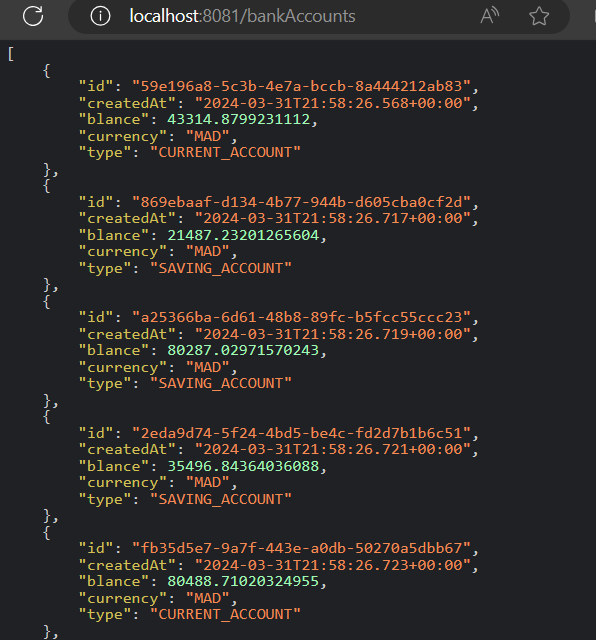 localhost:8081/bankAccounts
[
{
"id": "59e196a8-5c3b-4e7a-bccb-8a444212ab83",
"createdAt": "2024-03-31T21:58:26.568+00:00",
"blance": 43314.8799231112,
"currency": "MAD",
"type": "CURRENT_ACCOUNT"
},
{
"id": "869ebaaf-d134-4b77-944b-d605cba0cf2d",
"createdAt": "2024-03-31T21:58:26.717+00:00",
"blance": 21487.23201265604,
"currency": "MAD",
"type": "SAVING_ACCOUNT"
},
{
"id": "a25366ba-6d61-48b8-89fc-b5fcc55ccc23",
"createdAt": "2024-03-31T21:58:26.719+00:00",
"blance": 80287.02971570243,
"currency": "MAD",
"type": "SAVING_ACCOUNT"
},
{
"id": "2eda9d74-5f24-4bd5-be4c-fd2d7b1b6c51",
"createdAt": "2024-03-31T21:58:26.721+00:00",
"blance": 35496.84364036088,
"currency": "MAD",
"type": "SAVING_ACCOUNT"
},
{
"id": "fb35d5e7-9a7f-443e-a0db-50270a5dbb67",
"createdAt": "2024-03-31T21:58:26.723+00:00",
"blance": 80488.71020324955,
"currency": "MAD",
"type": "CURRENT_ACCOUNT"
},